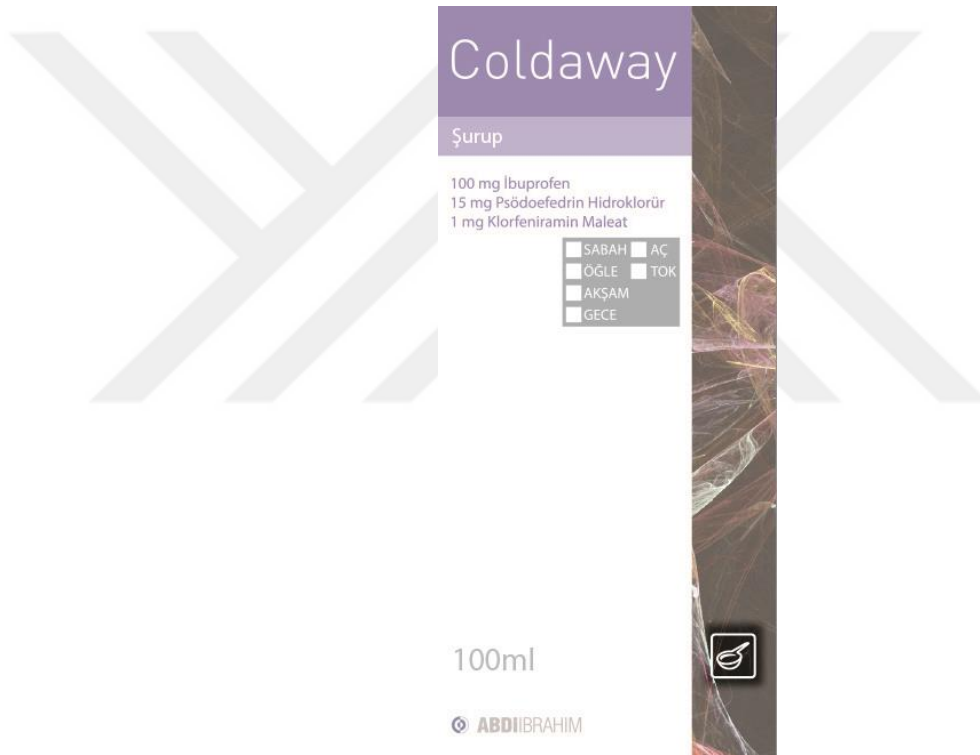 Coldaway
Şurup
100 mg İbuprofen
15 mg Psödoefedrin Hidroklorür
1 mg Klorfeniramin Maleat
SABAH AÇ
ÖĞLE TOK
AKŞAM
GECE
100ml
ABDIIBRAHIM